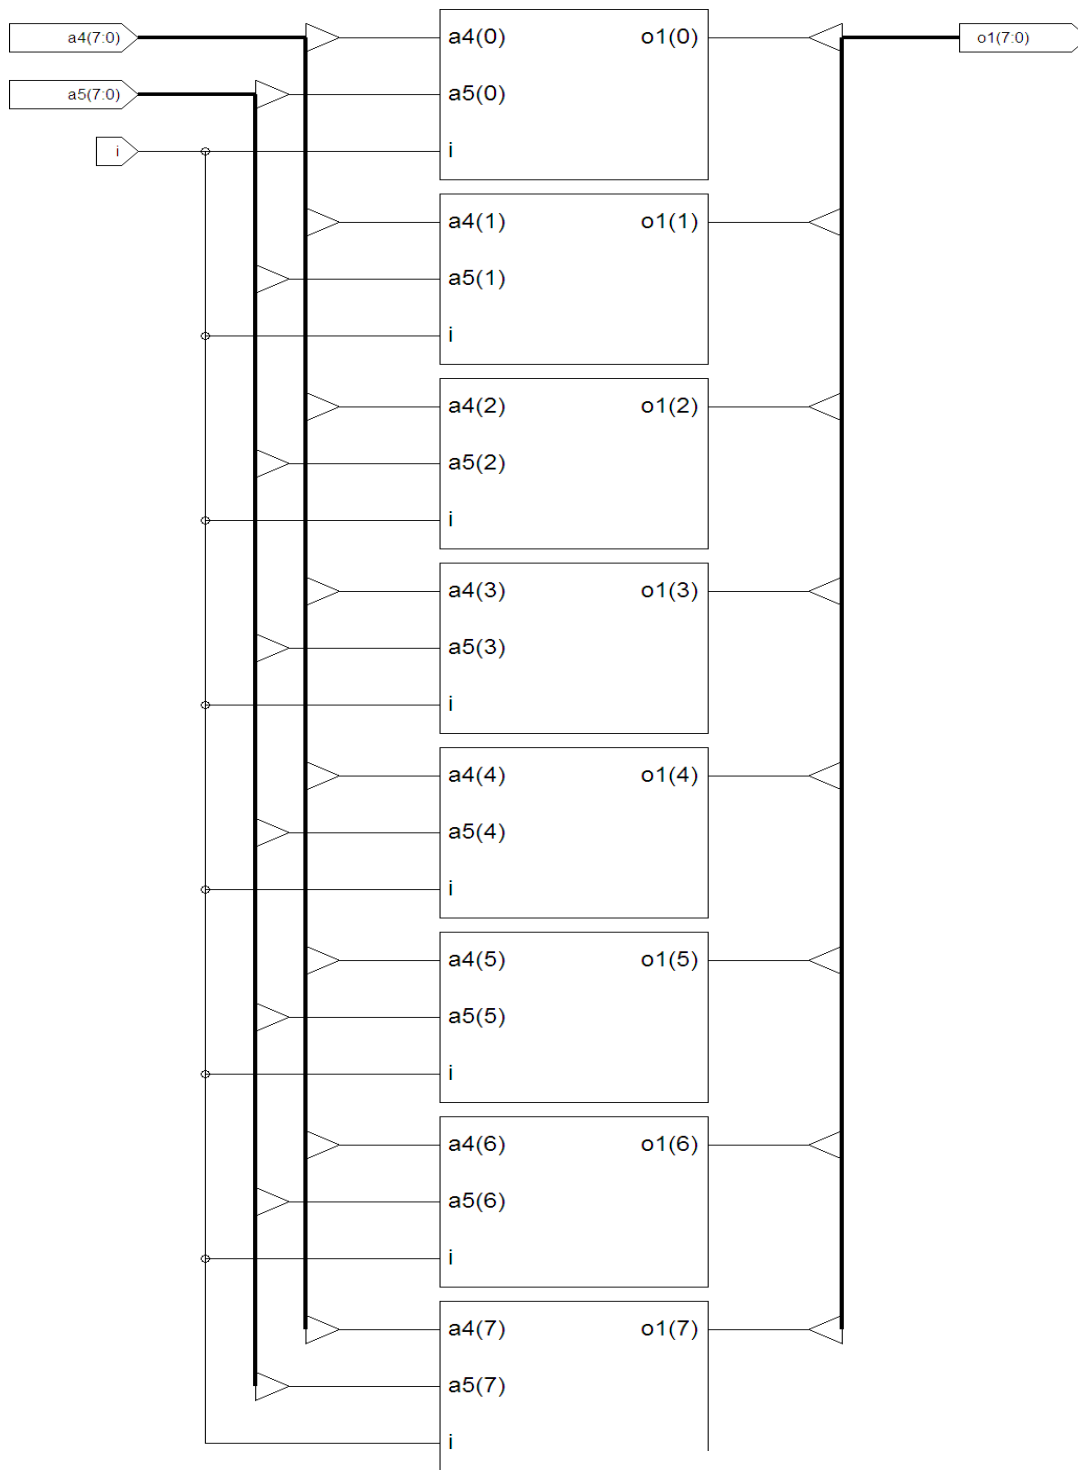 a4(7:0) a4(0) o1(0) o1(7:0)
a5(7:0) a5(0)
i i
a4(1) o1(1)
a5(1)
i
a4(2) o1(2)
a5(2)
i
a4(3) o1(3)
a5(3)
i
a4(4) o1(4)
a5(4)
i
a4(5) o1(5)
a5(5)
i
a4(6) o1(6)
a5(6)
i
a4(7) o1(7)
a5(7)
i